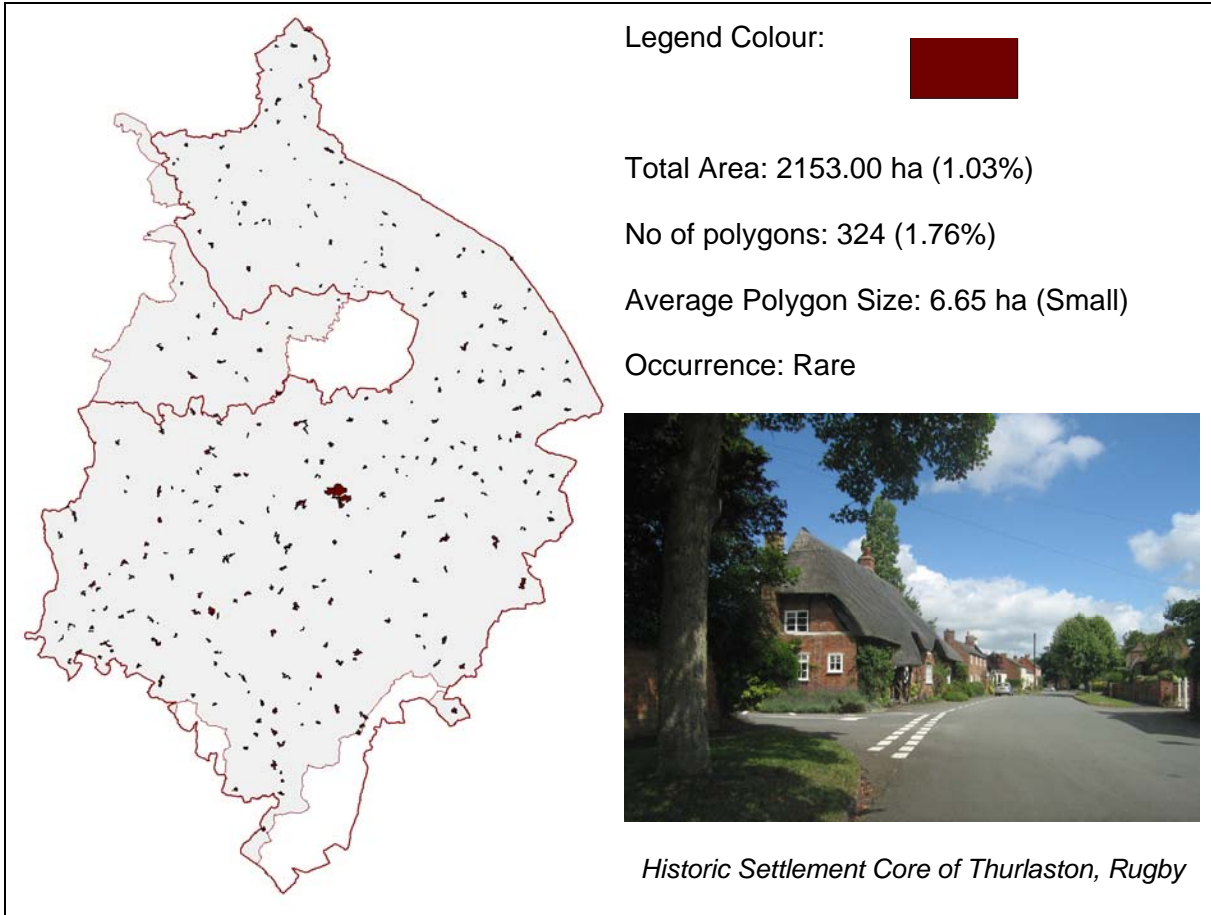 Legend Colour:
Total Area: 2153.00 ha (1.03%)
No of polygons: 324 (1.76%)
Average Polygon Size: 6.65 ha (Small)
Occurrence: Rare
Historic Settlement Core of Thurlaston, Rugby